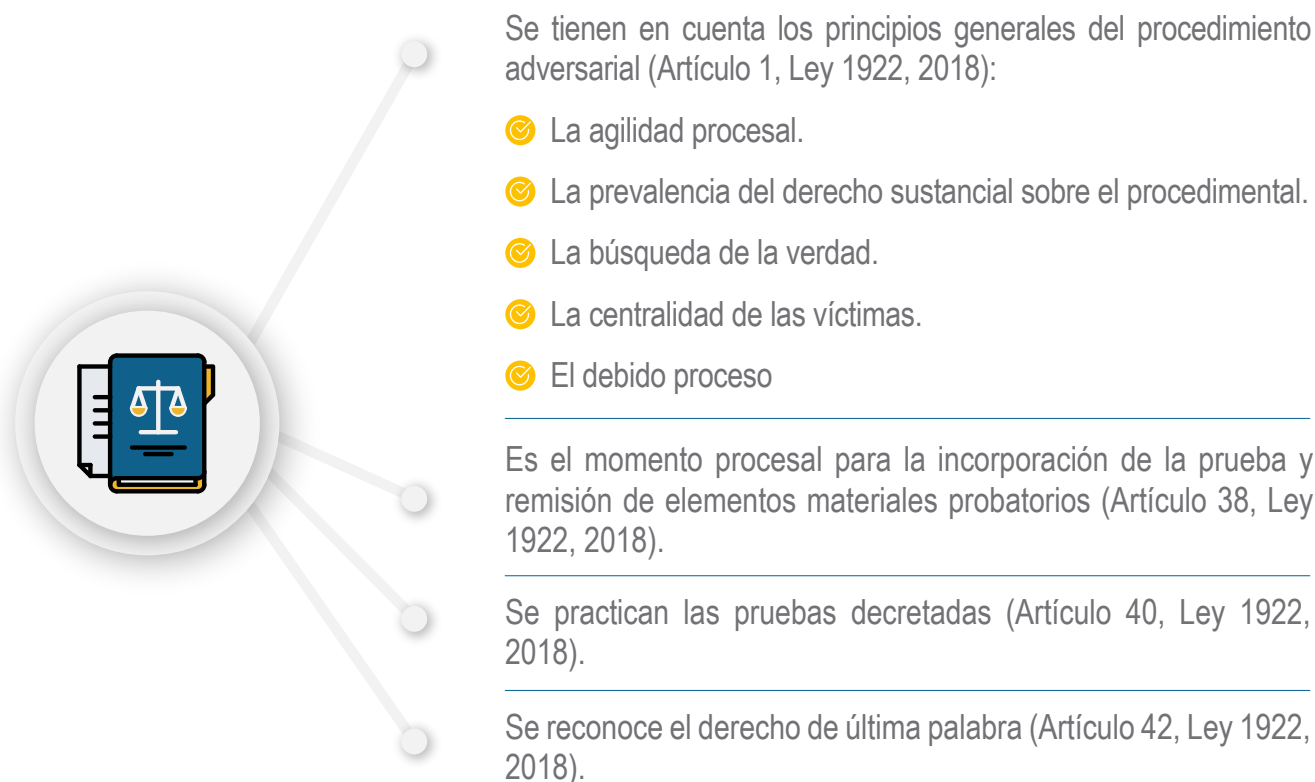 Se tienen en cuenta los principios generales del procedimiento
adversarial (Artículo 1, Ley 1922, 2018):
La agilidad procesal.
La prevalencia del derecho sustancial sobre el procedimental.
La búsqueda de la verdad.
La centralidad de las víctimas.
El debido proceso
Es el momento procesal para la incorporación de la prueba y
remisión de elementos materiales probatorios (Artículo 38, Ley
1922, 2018).
Se practican las pruebas decretadas (Artículo 40, Ley 1922,
2018).
Se reconoce el derecho de última palabra (Artículo 42, Ley 1922,
2018).